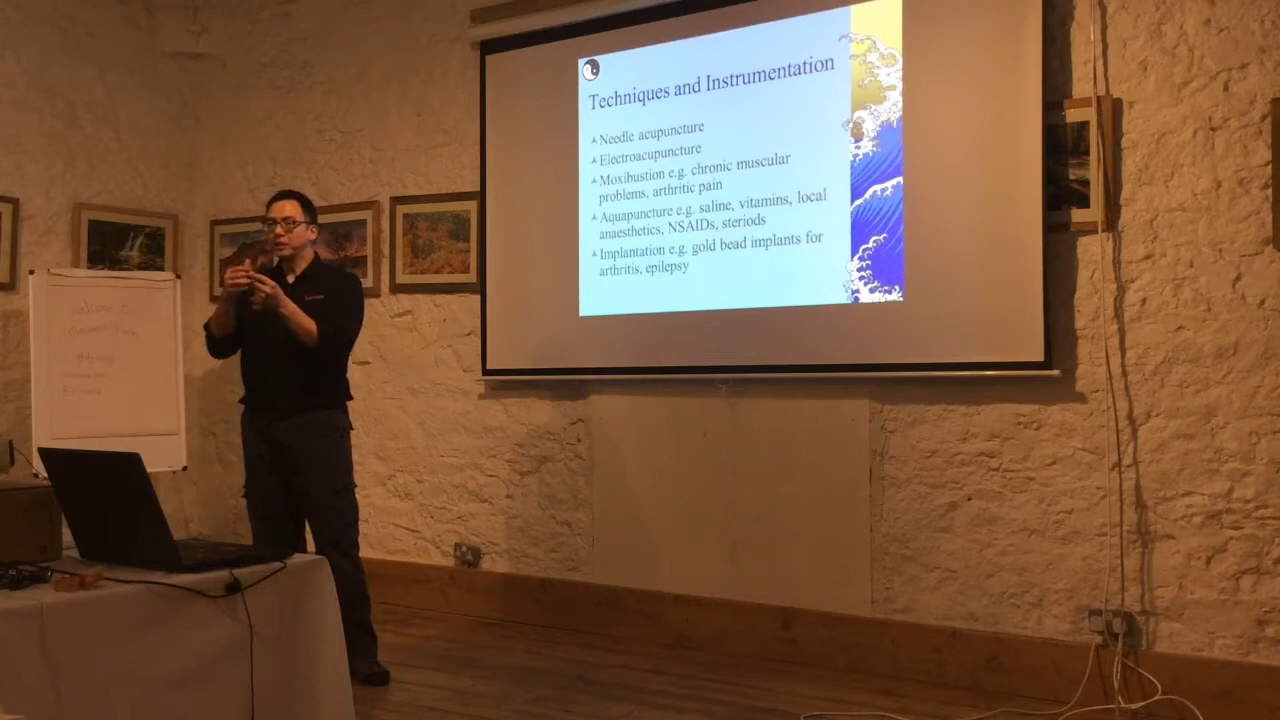 Techniques and Instrumentation
Needle acupuncture
Electroacupuncture
Moxibustion e.g. chronic muscular
problems, arthritic pain
Aquapuncture e.g. saline, vitamins, local
anaesthetics, NSAIDs, steriods
Implantation e.g. gold bead implants for
arthritis, epilepsy